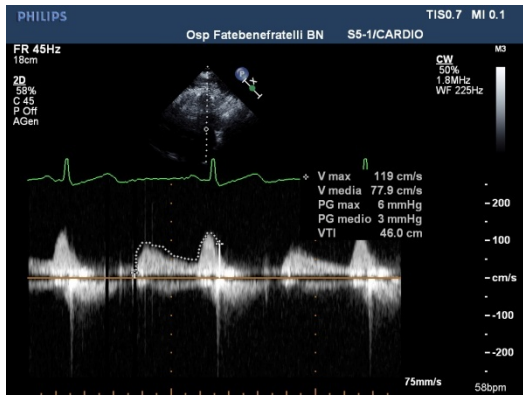 PHILIPS
TIS0.7 MI 0.1
Osp Fatebenefratelli BN S5-1/CARDIO
FR 45Hz
18cm
2D
58%
C 45
P Off
AGen
M3
CW
50%
1.8MHz
WF 225Hz
P
V max 119 cm/s
V media 77.9 cm/s
PG max 6 mmHg
PG medio 3 mmHg
VTI 46.0 cm
- 200
- 100
- cm/s
- -100
- -200
75mm/s
58bpm